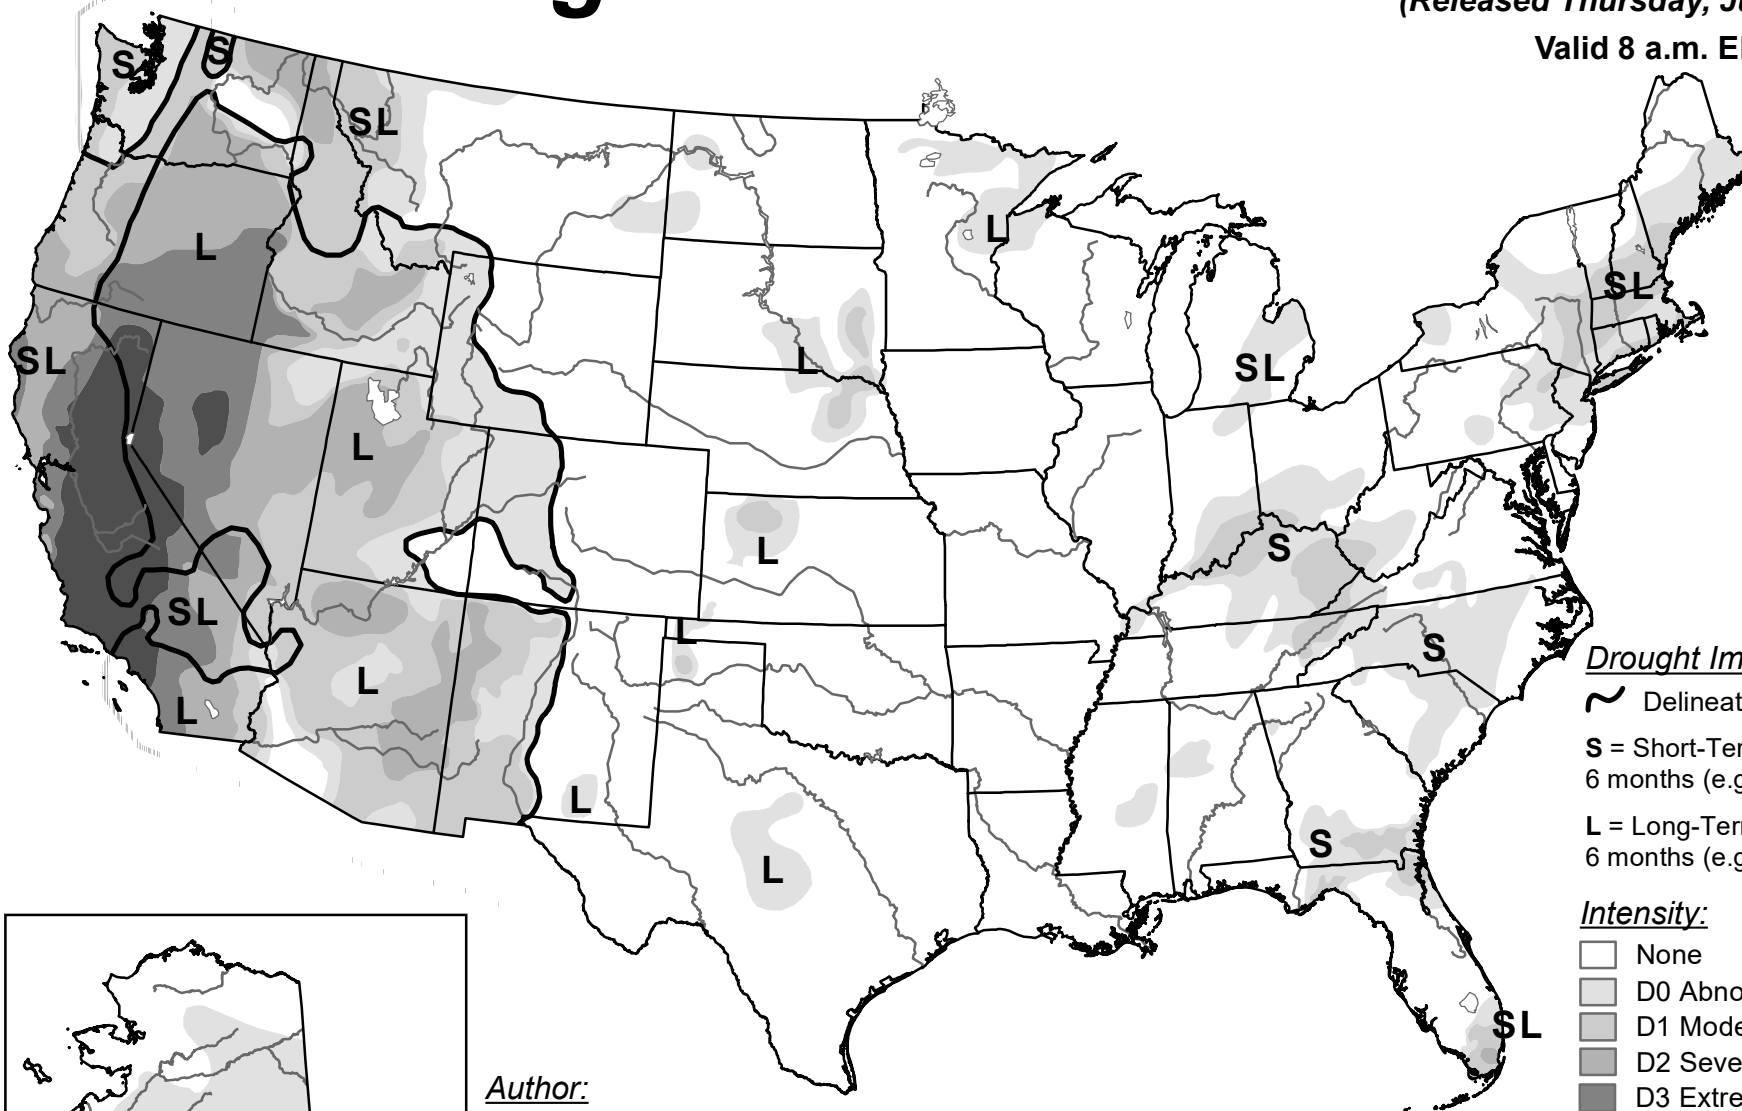 (Released Thursday, Ju
Valid 8 a.m. E
S
S
SL
L
L
SL
SL
SL
L
L
L
S
SL
L
S
L
L
L
S
L
L
SL
Drought Im
Delineat
S = Short-Ter
6 months (e.g
L = Long-Terr
6 months (e.g
Intensity:
None
D0 Abno
D1 Mode
D2 Seve
D3 Extre
Author: